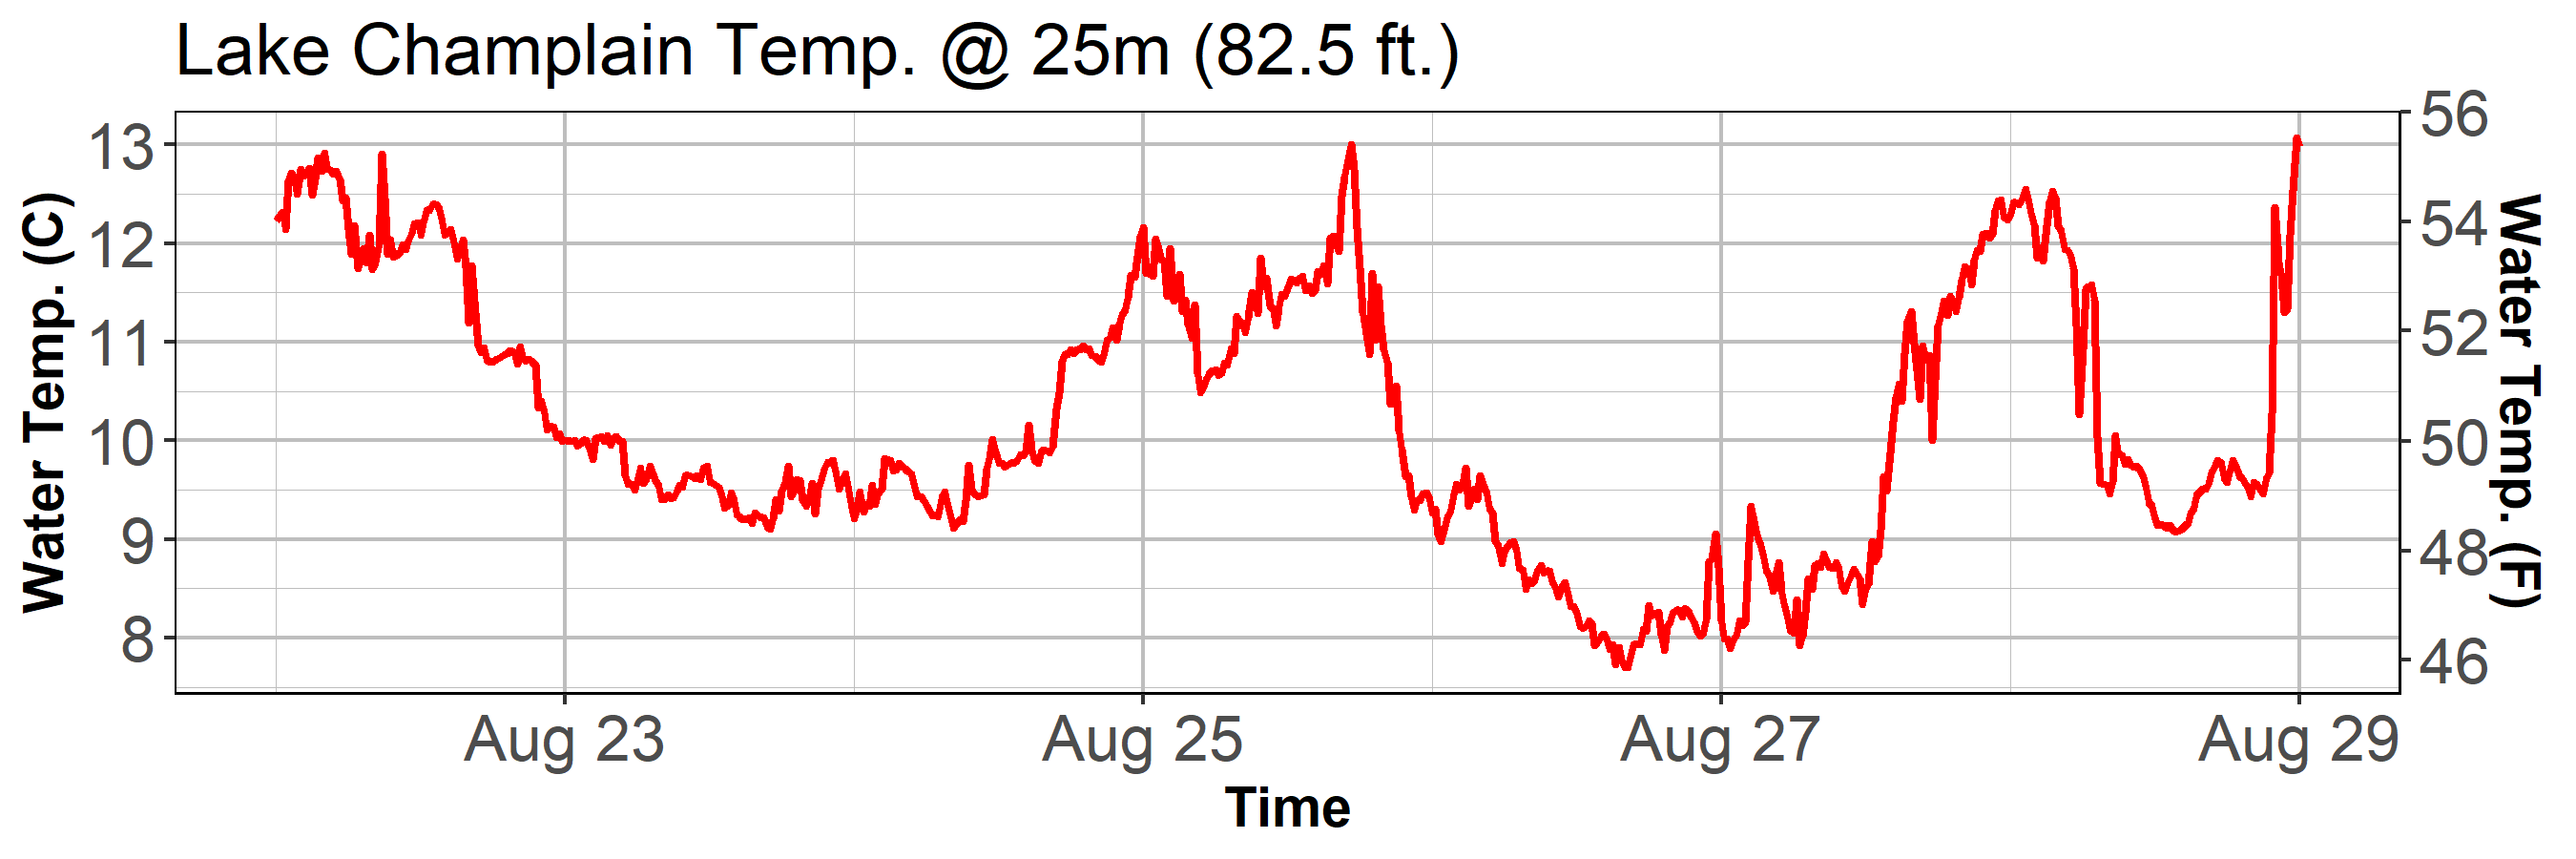 Lake Champlain Temp. @ 25m (82.5 ft.)
Water Temp. (C)
13
12
11
10
9
8
56
54
52
50
48
46
Water Temp. (F)
Aug 23 Aug 25 Aug 27 Aug 29
Time